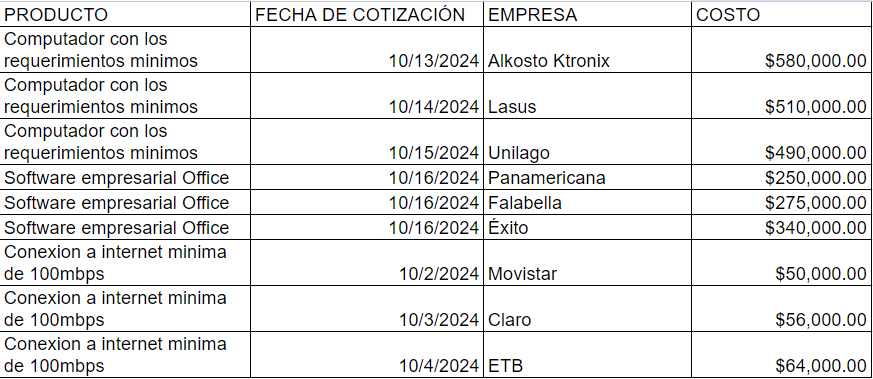 PRODUCTO FECHA DE COTIZACIÓN EMPRESA COSTO
Computador con los
requerimientos minimos 10/13/2024 Alkosto Ktronix $580,000.00
Computador con los
requerimientos minimos 10/14/2024 Lasus $510,000.00
Computador con los
requerimientos minimos 10/15/2024 Unilago $490,000.00
Software empresarial Office 10/16/2024 Panamericana $250,000.00
Software empresarial Office 10/16/2024 Falabella $275,000.00
Software empresarial Office 10/16/2024 Éxito $340,000.00
Conexion a internet minima
de 100mbps 10/2/2024 Movistar $50,000.00
Conexion a internet minima
de 100mbps 10/3/2024 Claro $56,000.00
Conexion a internet minima
de 100mbps 10/4/2024 ETB $64,000.00